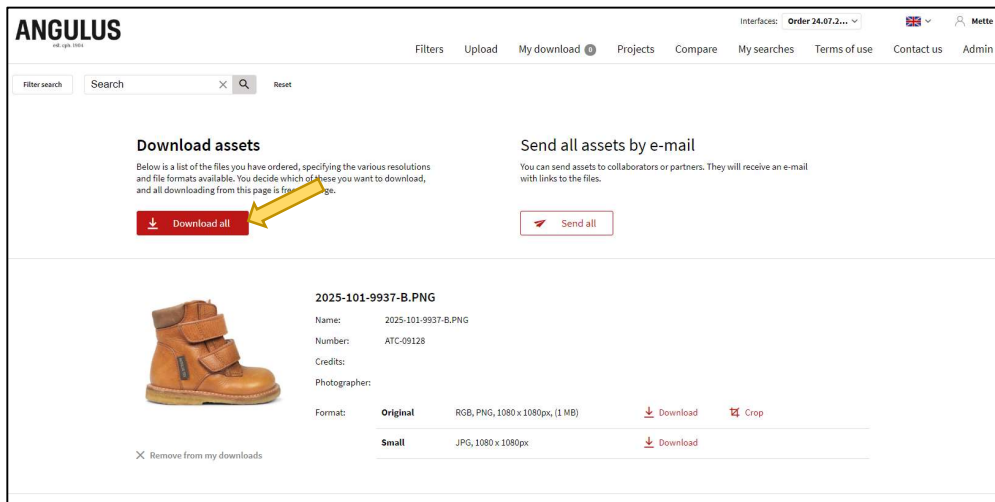 ANGULUS
est. cph. 1904
Interfaces: Order 24.07.2...
Mette
Filters Upload My download 0 Projects Compare My searches Terms of use Contact us Admin
Filter search Search Reset
Download assets
Below is a list of the files you have ordered, specifying the various resolutions
and file formats available. You decide which of these you want to download,
and all downloading from this page is
Download all
Send all assets by e-mail
You can send assets to collaborators or partners. They will receive an e-mail
with links to the files.
Send all
2025-101-9937-B.PNG
Name: 2025-101-9937-B.PNG
Number: ATC-09128
Credits:
Photographer:
Format: Original RGB, PNG, 1080 x 1080px, (1 MB) Download Crop
Small JPG, 1080 x 1080px Download
Remove from my downloads